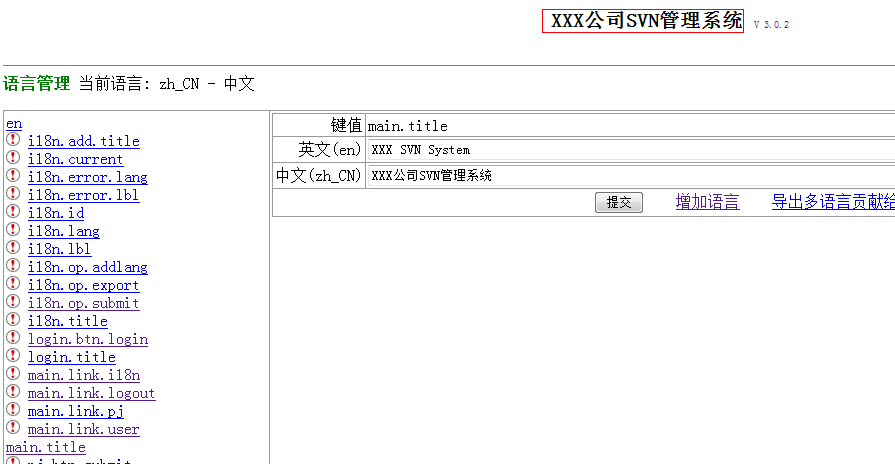 XXX公司SVN管理系统 V 3.0.2
语言管理 当前语言: zh_CN - 中文
en
i18n.add.title
i18n.current
i18n.error.lang
i18n.error.lbl
i18n.id
i18n.lang
i18n.lbl
i18n.op.addlang
i18n.op.export
i18n.op.submit
i18n.title
login.btn.login
login.title
main.link.i18n
main.link.logout
main.link.pj
main.link.user
main.title
键值 main.title
英文(en) XXX SVN System
中文(zh_CN) XXX公司SVN管理系统
提交 增加语言 导出多语言贡献给